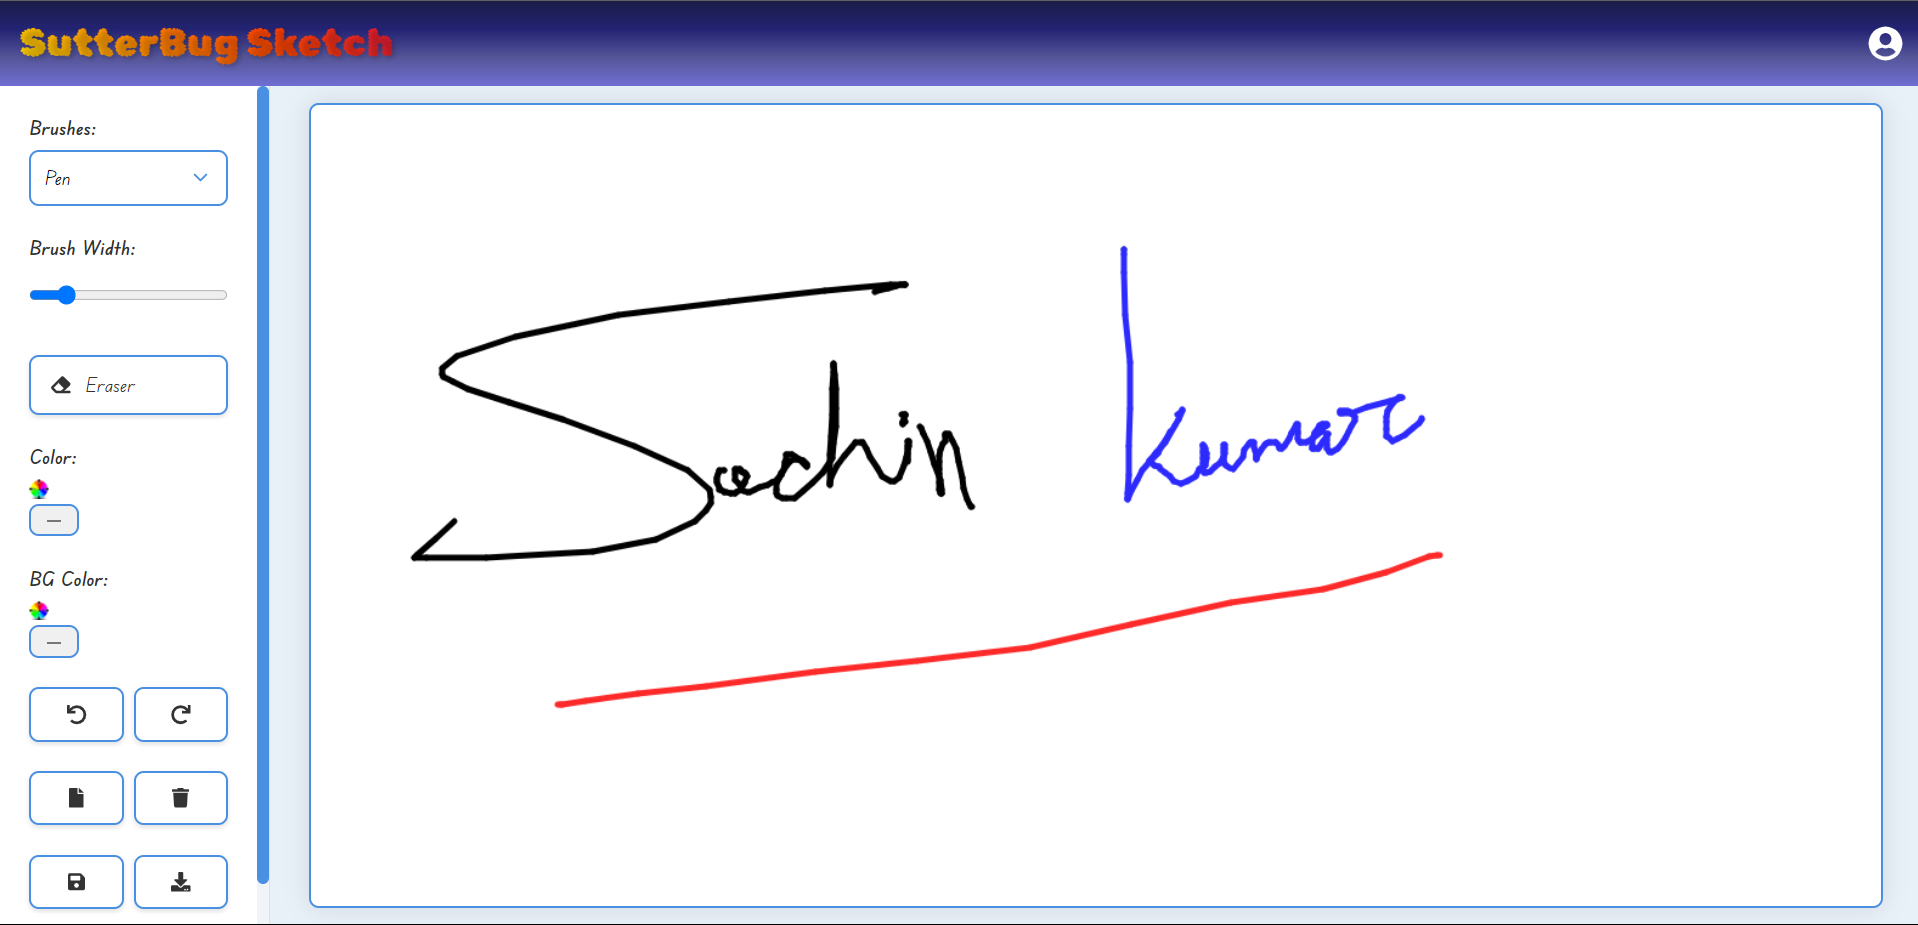 SutterBug Sketch
Brushes:
Pen
Brush Width:
Eraser
Color:
BG Color:
Sachin Kumar